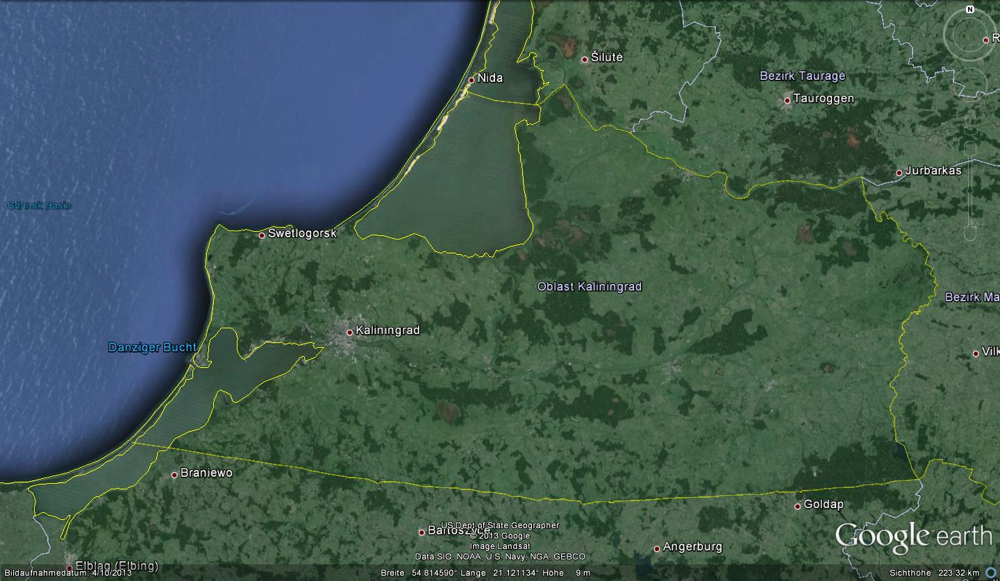 N
R
Šilutė
Bezirk Tauragė
Nida
Tauroggen
Jurbarkas
Gdansk Basin
Swetlogorsk
Oblast Kaliningrad
Bezirk Ma
Kaliningrad
Danziger Bucht
Vilk
Braniewo
Goldap
US Dept of State Geographer
Bartoszyce
© 2013 Google
Image Landsat
Angerburg
Google earth
Data SIO, NOAA, U.S. Navy, NGA, GEBCO
Elbląg (Elbing)
Bildaufnahmedatum: 4/10/2013
Breite 54.814590° Länge 21.121134° Höhe 9 m
Sichthöhe 223.32 km